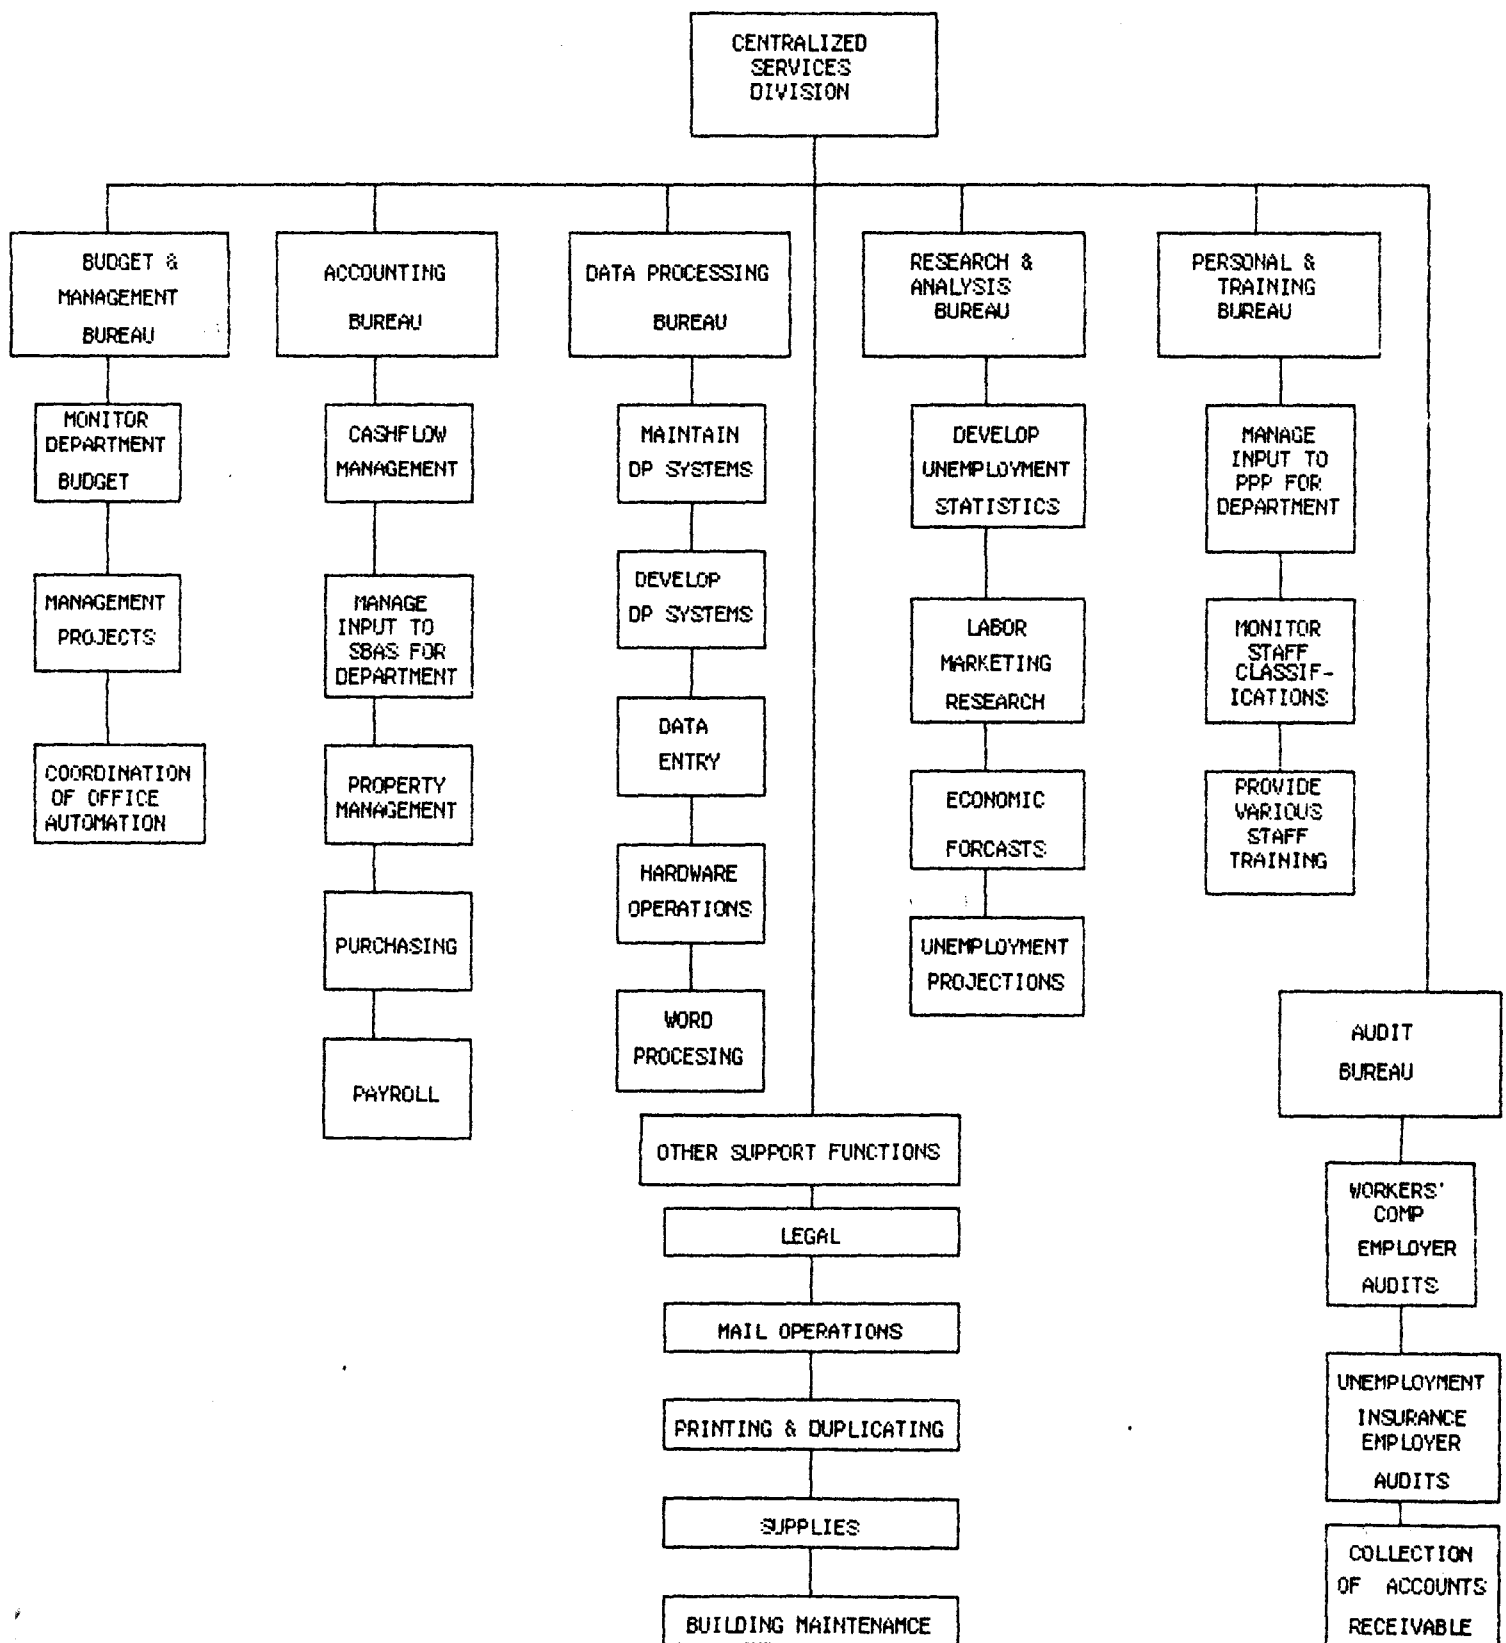 CENTRALIZED
SERVICES
DIVISION
BUDGET &
MANAGEMENT
BUREAU
MONITOR
DEPARTMENT
BUDGET
MANAGEMENT
PROJECTS
COORDINATION
OF OFFICE
AUTOMATION
ACCOUNTING
BUREAU
CASHFLOW
MANAGEMENT
MANAGE
INPUT TO
SBAS FOR
DEPARTMENT
PROPERTY
MANAGEMENT
PURCHASING
PAYROLL
DATA PROCESSING
BUREAU
MAINTAIN
DP SYSTEMS
DEVELOP
DP SYSTEMS
DATA
ENTRY
HARDWARE
OPERATIONS
WORD
PROCESING
OTHER SUPPORT FUNCTIONS
LEGAL
MAIL OPERATIONS
PRINTING & DUPLICATING
SUPPLIES
BUILDING MAINTENANCE
RESEARCH &
ANALYSIS
BUREAU
DEVELOP
UNEMPLOYMENT
STATISTICS
LABOR
MARKETING
RESEARCH
ECONOMIC
FORCASTS
UNEMPLOYMENT
PROJECTIONS
PERSONAL &
TRAINING
BUREAU
MANAGE
INPUT TO
PPP FOR
DEPARTMENT
MONITOR
STAFF
CLASSIF-
ICATIONS
PROVIDE
VARIOUS
STAFF
TRAINING
AUDIT
BUREAU
WORKERS'
COMP
EMPLOYER
AUDITS
UNEMPLOYMENT
INSURANCE
EMPLOYER
AUDITS
COLLECTION
OF ACCOUNTS
RECEIVABLE